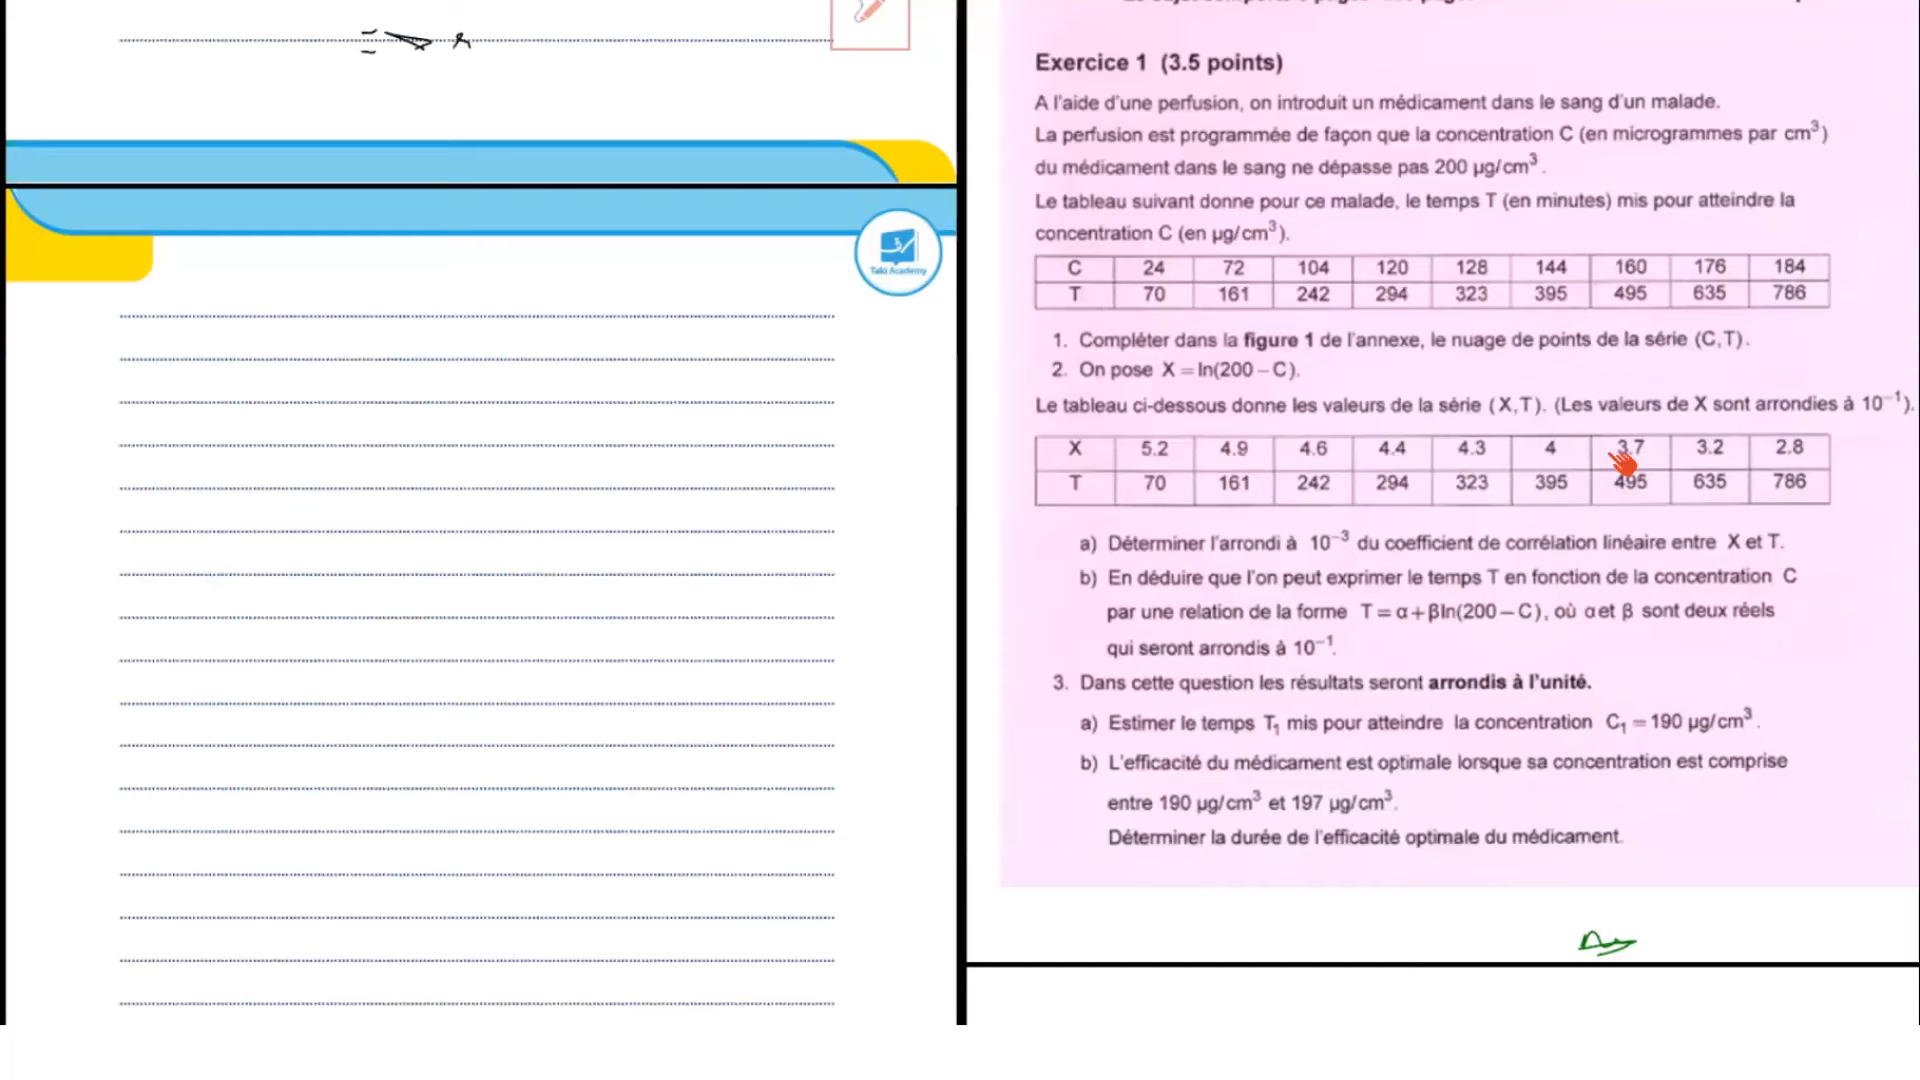 Taki Academy
Exercice 1 (3.5 points)
A l'aide d'une perfusion, on introduit un médicament dans le sang d'un malade.
La perfusion est programmée de façon que la concentration C (en microgrammes par cm³)
du médicament dans le sang ne dépasse pas 200 µg/cm³.
Le tableau suivant donne pour ce malade, le temps T (en minutes) mis pour atteindre la
concentration C (en µg/cm³).
C 24 72 104 120 128 144 160 176 184
T 70 161 242 294 323 395 495 635 786
1. Compléter dans la figure 1 de l'annexe, le nuage de points de la série (C,T).
2. On pose X = ln(200 – C).
Le tableau ci-dessous donne les valeurs de la série (X,T). (Les valeurs de X sont arrondies à 10⁻¹).
X 5.2 4.9 4.6 4.4 4.3 4 3.7 3.2 2.8
T 70 161 242 294 323 395 495 635 786
a) Déterminer l'arrondi à 10⁻³ du coefficient de corrélation linéaire entre X et T.
b) En déduire que l'on peut exprimer le temps T en fonction de la concentration C
par une relation de la forme T = α + βln(200 – C), où α et β sont deux réels
qui seront arrondis à 10⁻¹.
3. Dans cette question les résultats seront arrondis à l'unité.
a) Estimer le temps T₁ mis pour atteindre la concentration C₁ = 190 µg/cm³.
b) L'efficacité du médicament est optimale lorsque sa concentration est comprise
entre 190 µg/cm³ et 197 µg/cm³.
Déterminer la durée de l'efficacité optimale du médicament.